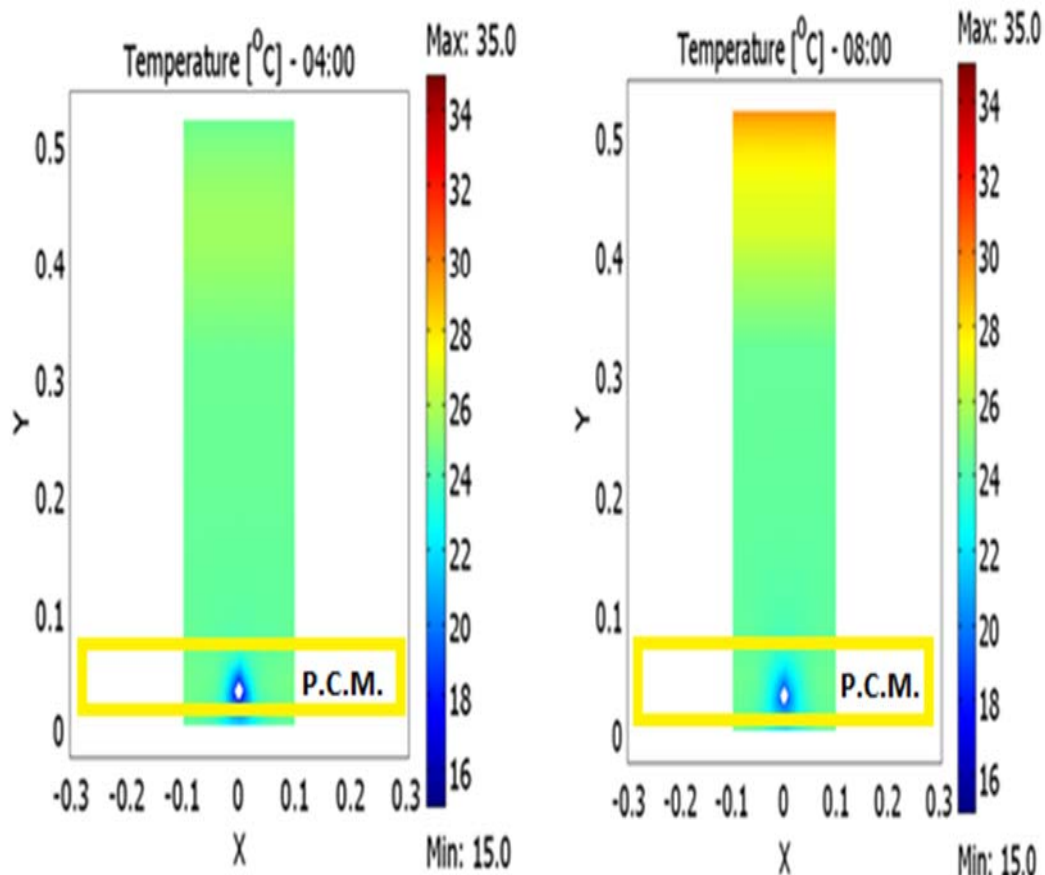 Temperature [°C] - 04:00
Max: 35.0
0.5
0.4
0.3
0.2
0.1
0
Y
-0.3 -0.2 -0.1 0 0.1 0.2 0.3
X
P.C.M.
34
32
30
28
26
24
22
20
18
16
Min: 15.0
Temperature [°C] - 08:00
Max: 35.0
0.5
0.4
0.3
0.2
0.1
0
Y
-0.3 -0.2 -0.1 0 0.1 0.2 0.3
X
P.C.M.
34
32
30
28
26
24
22
20
18
16
Min: 15.0